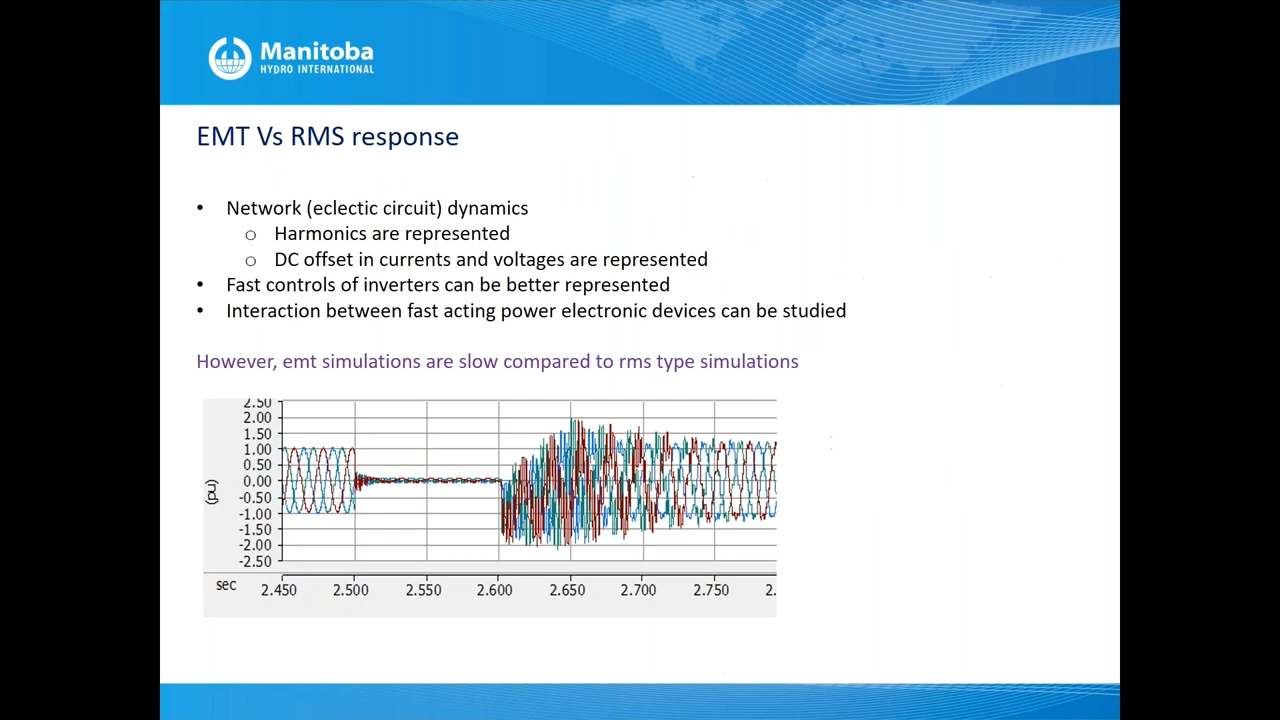 Manitoba
HYDRO INTERNATIONAL
EMT Vs RMS response
• Network (eclectic circuit) dynamics
o Harmonics are represented
o DC offset in currents and voltages are represented
• Fast controls of inverters can be better represented
• Interaction between fast acting power electronic devices can be studied
However, emt simulations are slow compared to rms type simulations
2.50
2.00
1.50
1.00
0.50
0.00
-0.50
-1.00
-1.50
-2.00
-2.50
(pu)
sec 2.450 2.500 2.550 2.600 2.650 2.700 2.750 2.